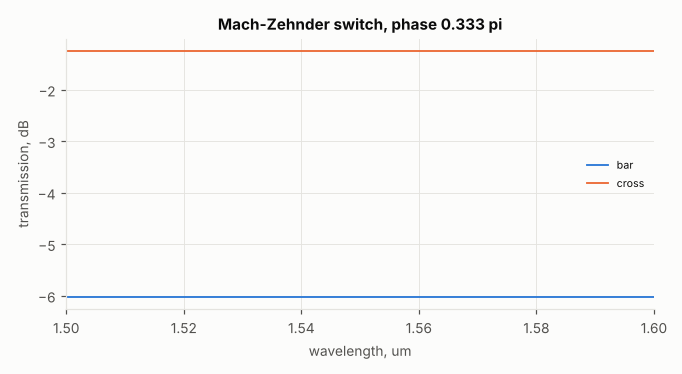 Mach-Zehnder switch, phase 0.333 pi
transmission, dB
−2
−3
−4
−5
−6
bar
cross
1.50 1.52 1.54 1.56 1.58 1.60
wavelength, um